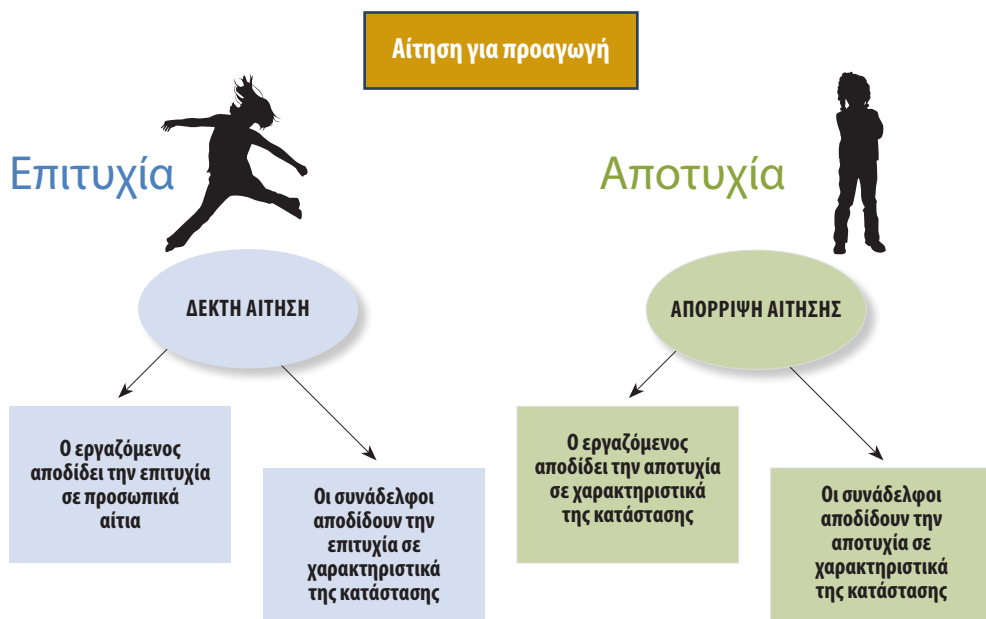 Αίτηση για προαγωγή
Επιτυχία
Αποτυχία
ΔΕΚΤΗ ΑΙΤΗΣΗ
ΑΠΟΡΡΙΨΗ ΑΙΤΗΣΗΣ
Ο εργαζόμενος
αποδίδει την επιτυχία
σε προσωπικά
αίτια
Οι συνάδελφοι
αποδίδουν την
επιτυχία σε
χαρακτηριστικά
της κατάστασης
Ο εργαζόμενος
αποδίδει την αποτυχία
σε χαρακτηριστικά
της κατάστασης
Οι συνάδελφοι
αποδίδουν την
αποτυχία σε
χαρακτηριστικά
της κατάστασης